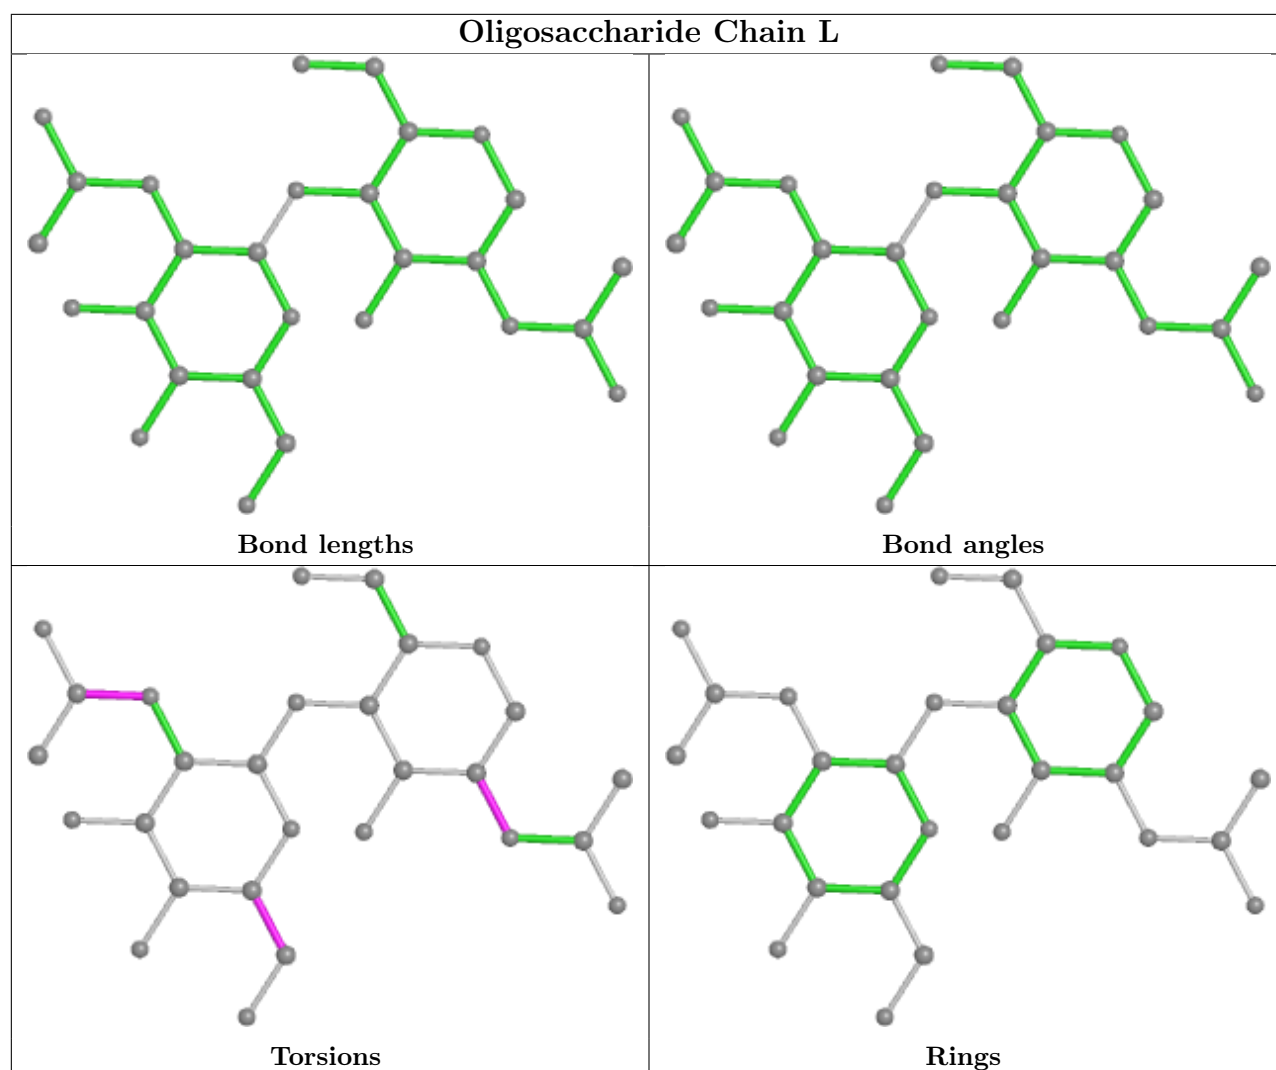 Oligosaccharide Chain L
Bond lengths
Bond angles
Torsions
Rings